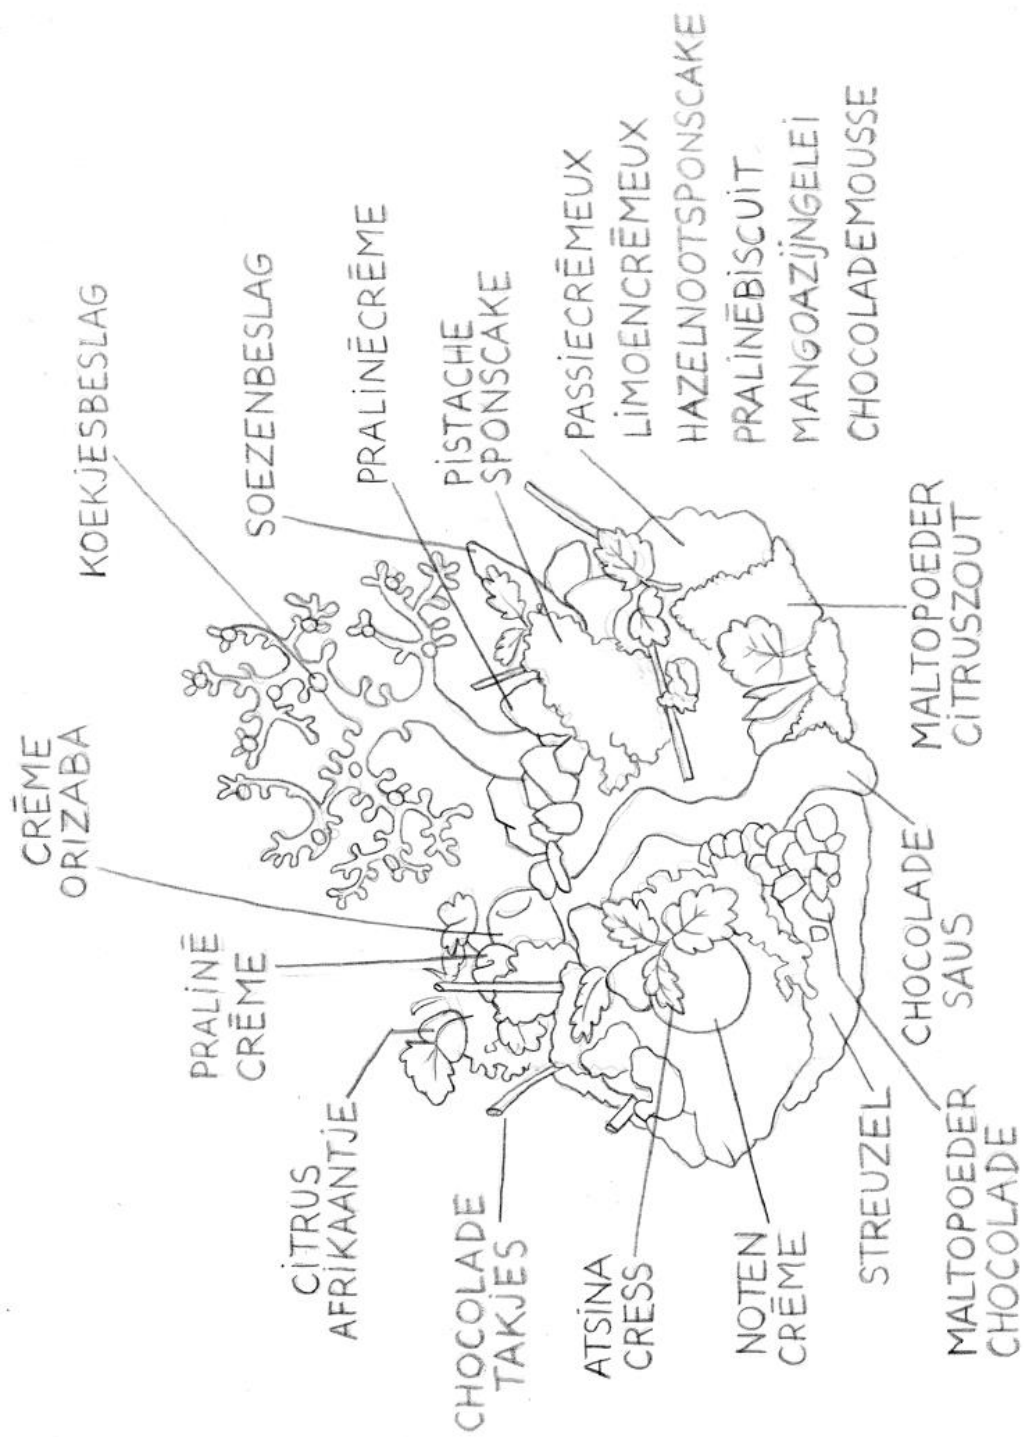 CRĒME
ORIZABA
KOEKJESBESLAG
PRALINĒ
CRĒME
SOEZENBESLAG
CITRUS
AFRIKAANTJE
PRALINĒCRĒME
CHOCOLADE
TAKJES
PISTACHE
SPONSCAKE
ATSINA
CRESS
PASSIECRĒMEUX
LIMOENCRĒMEUX
HAZELNOOTSPONSCAKE
PRALINĒBISCUIT
MANGOAZIJNGELEI
CHOCOLADEMOUSSE
NOTEN
CRĒME
STREUZEL
MALTOPOEDER
CHOCOLADE
CHOCOLADE
SAUS
MALTOPOEDER
CITRUSZOUT